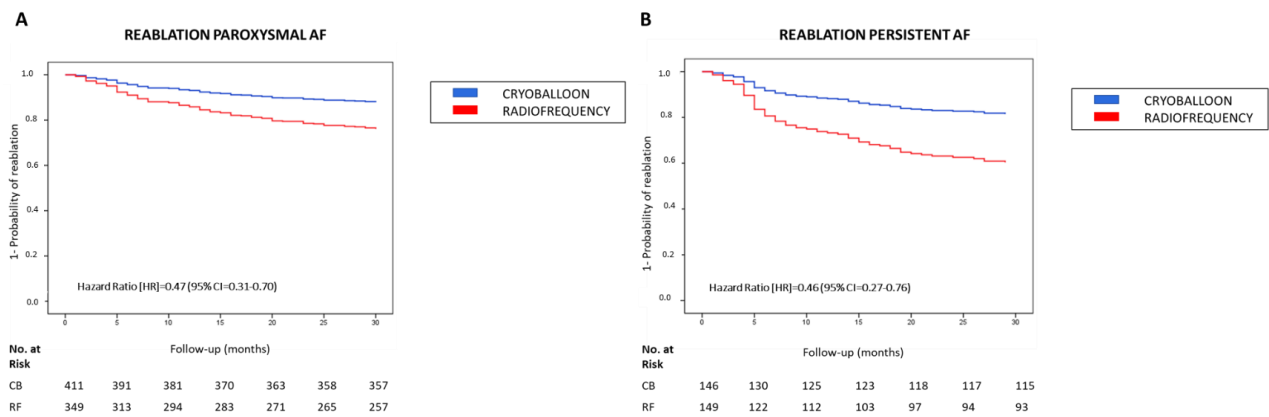 A
REABLATION PAROXYSMAL AF
1- Probability of reablation
1.0
0.8
0.6
0.4
0.2
0.0
Hazard Ratio [HR]=0.47 (95% CI=0.31-0.70)
0 5 10 15 20 25 30
Follow-up (months)
CRYOBALLOON
RADIOFREQUENCY
No. at
Risk
CB 411 391 381 370 363 358 357
RF 349 313 294 283 271 265 257
B
REABLATION PERSISTENT AF
1- Probability of reablation
1.0
0.8
0.6
0.4
0.2
0.0
Hazard Ratio [HR]=0.46 (95% CI=0.27-0.76)
0 5 10 15 20 25 30
Follow-up (months)
CRYOBALLOON
RADIOFREQUENCY
No. at
Risk
CB 146 130 125 123 118 117 115
RF 149 122 112 103 97 94 93